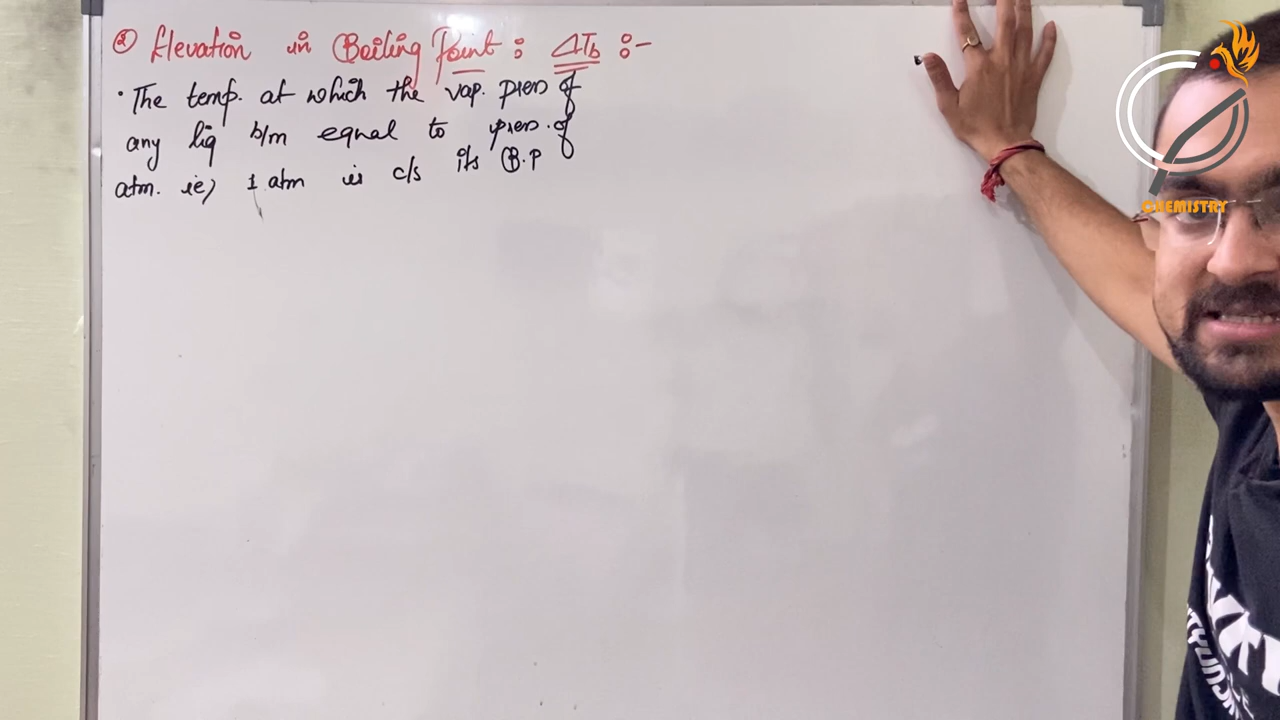 ② Elevation in Boiling Point : ΔTb :-
• The temp. at which the vap. pres of
any liq b/m equal to pres. of
atm. ie) 1 atm is c/s its B.P
CHEMISTRY